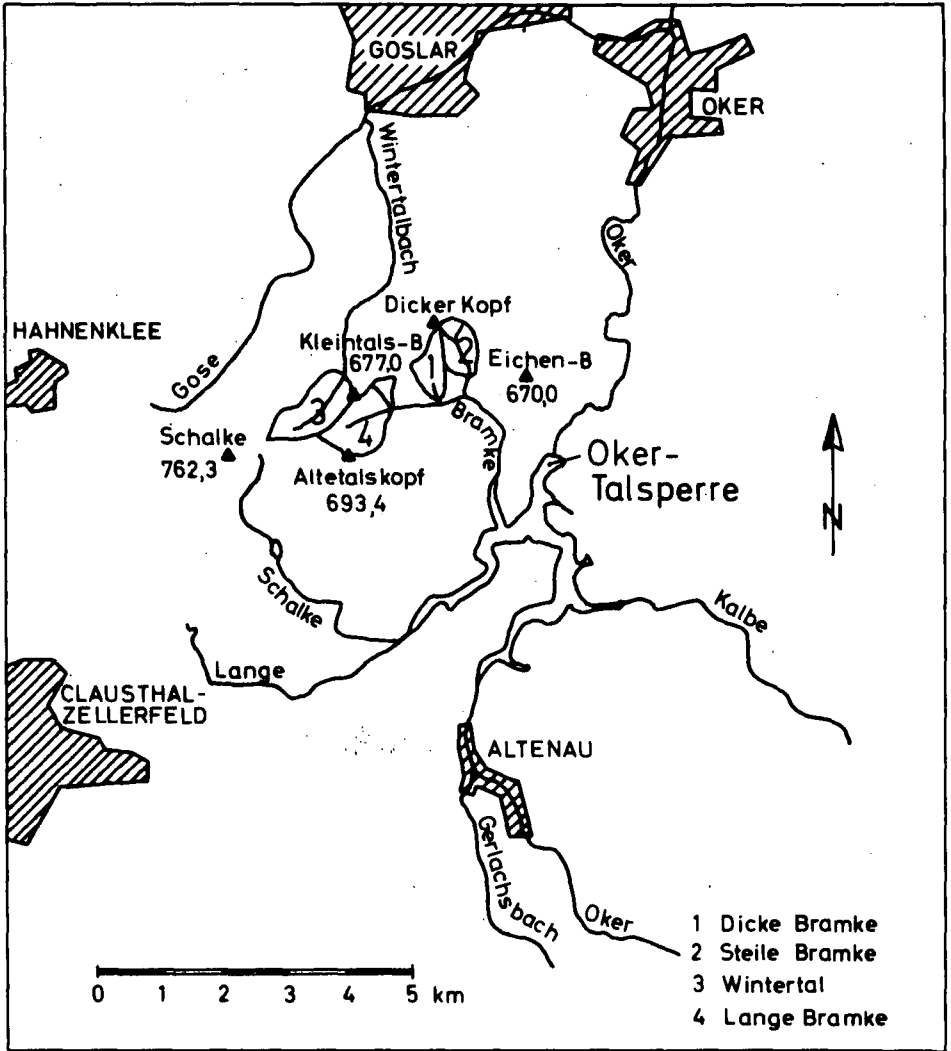 GOSLAR
OKER
Wintertalbach
Oker
Dicker Kopf
HAHNENKLEE
Kleintals-B
677,0
1
2
Eichen-B
670,0
Gose
3
4
Bramke
Schalke
762,3
Altetalskopf
693,4
Oker-
Talsperre
N
Schalke
Kalbe
Lange
CLAUSTHAL-
ZELLERFELD
ALTENAU
Gerlachsbach
Oker
1 Dicke Bramke
2 Steile Bramke
3 Wintertal
4 Lange Bramke
0 1 2 3 4 5 km